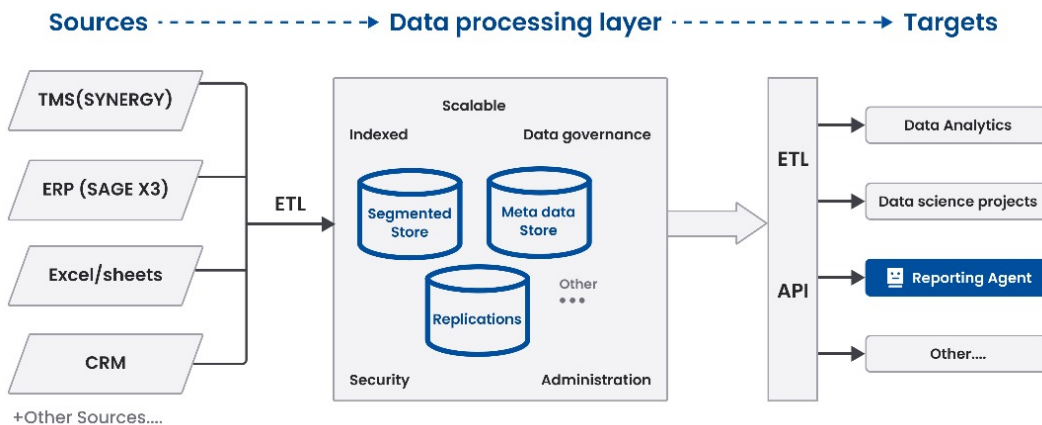 Sources
Data processing layer
Targets
TMS(SYNERGY)
ERP (SAGE X3)
Excel/sheets
CRM
+Other Sources....
ETL
Scalable
Indexed
Data governance
Segmented
Store
Meta data
Store
Replications
Other
Security
Administration
ETL
API
Data Analytics
Data science projects
Reporting Agent
Other....